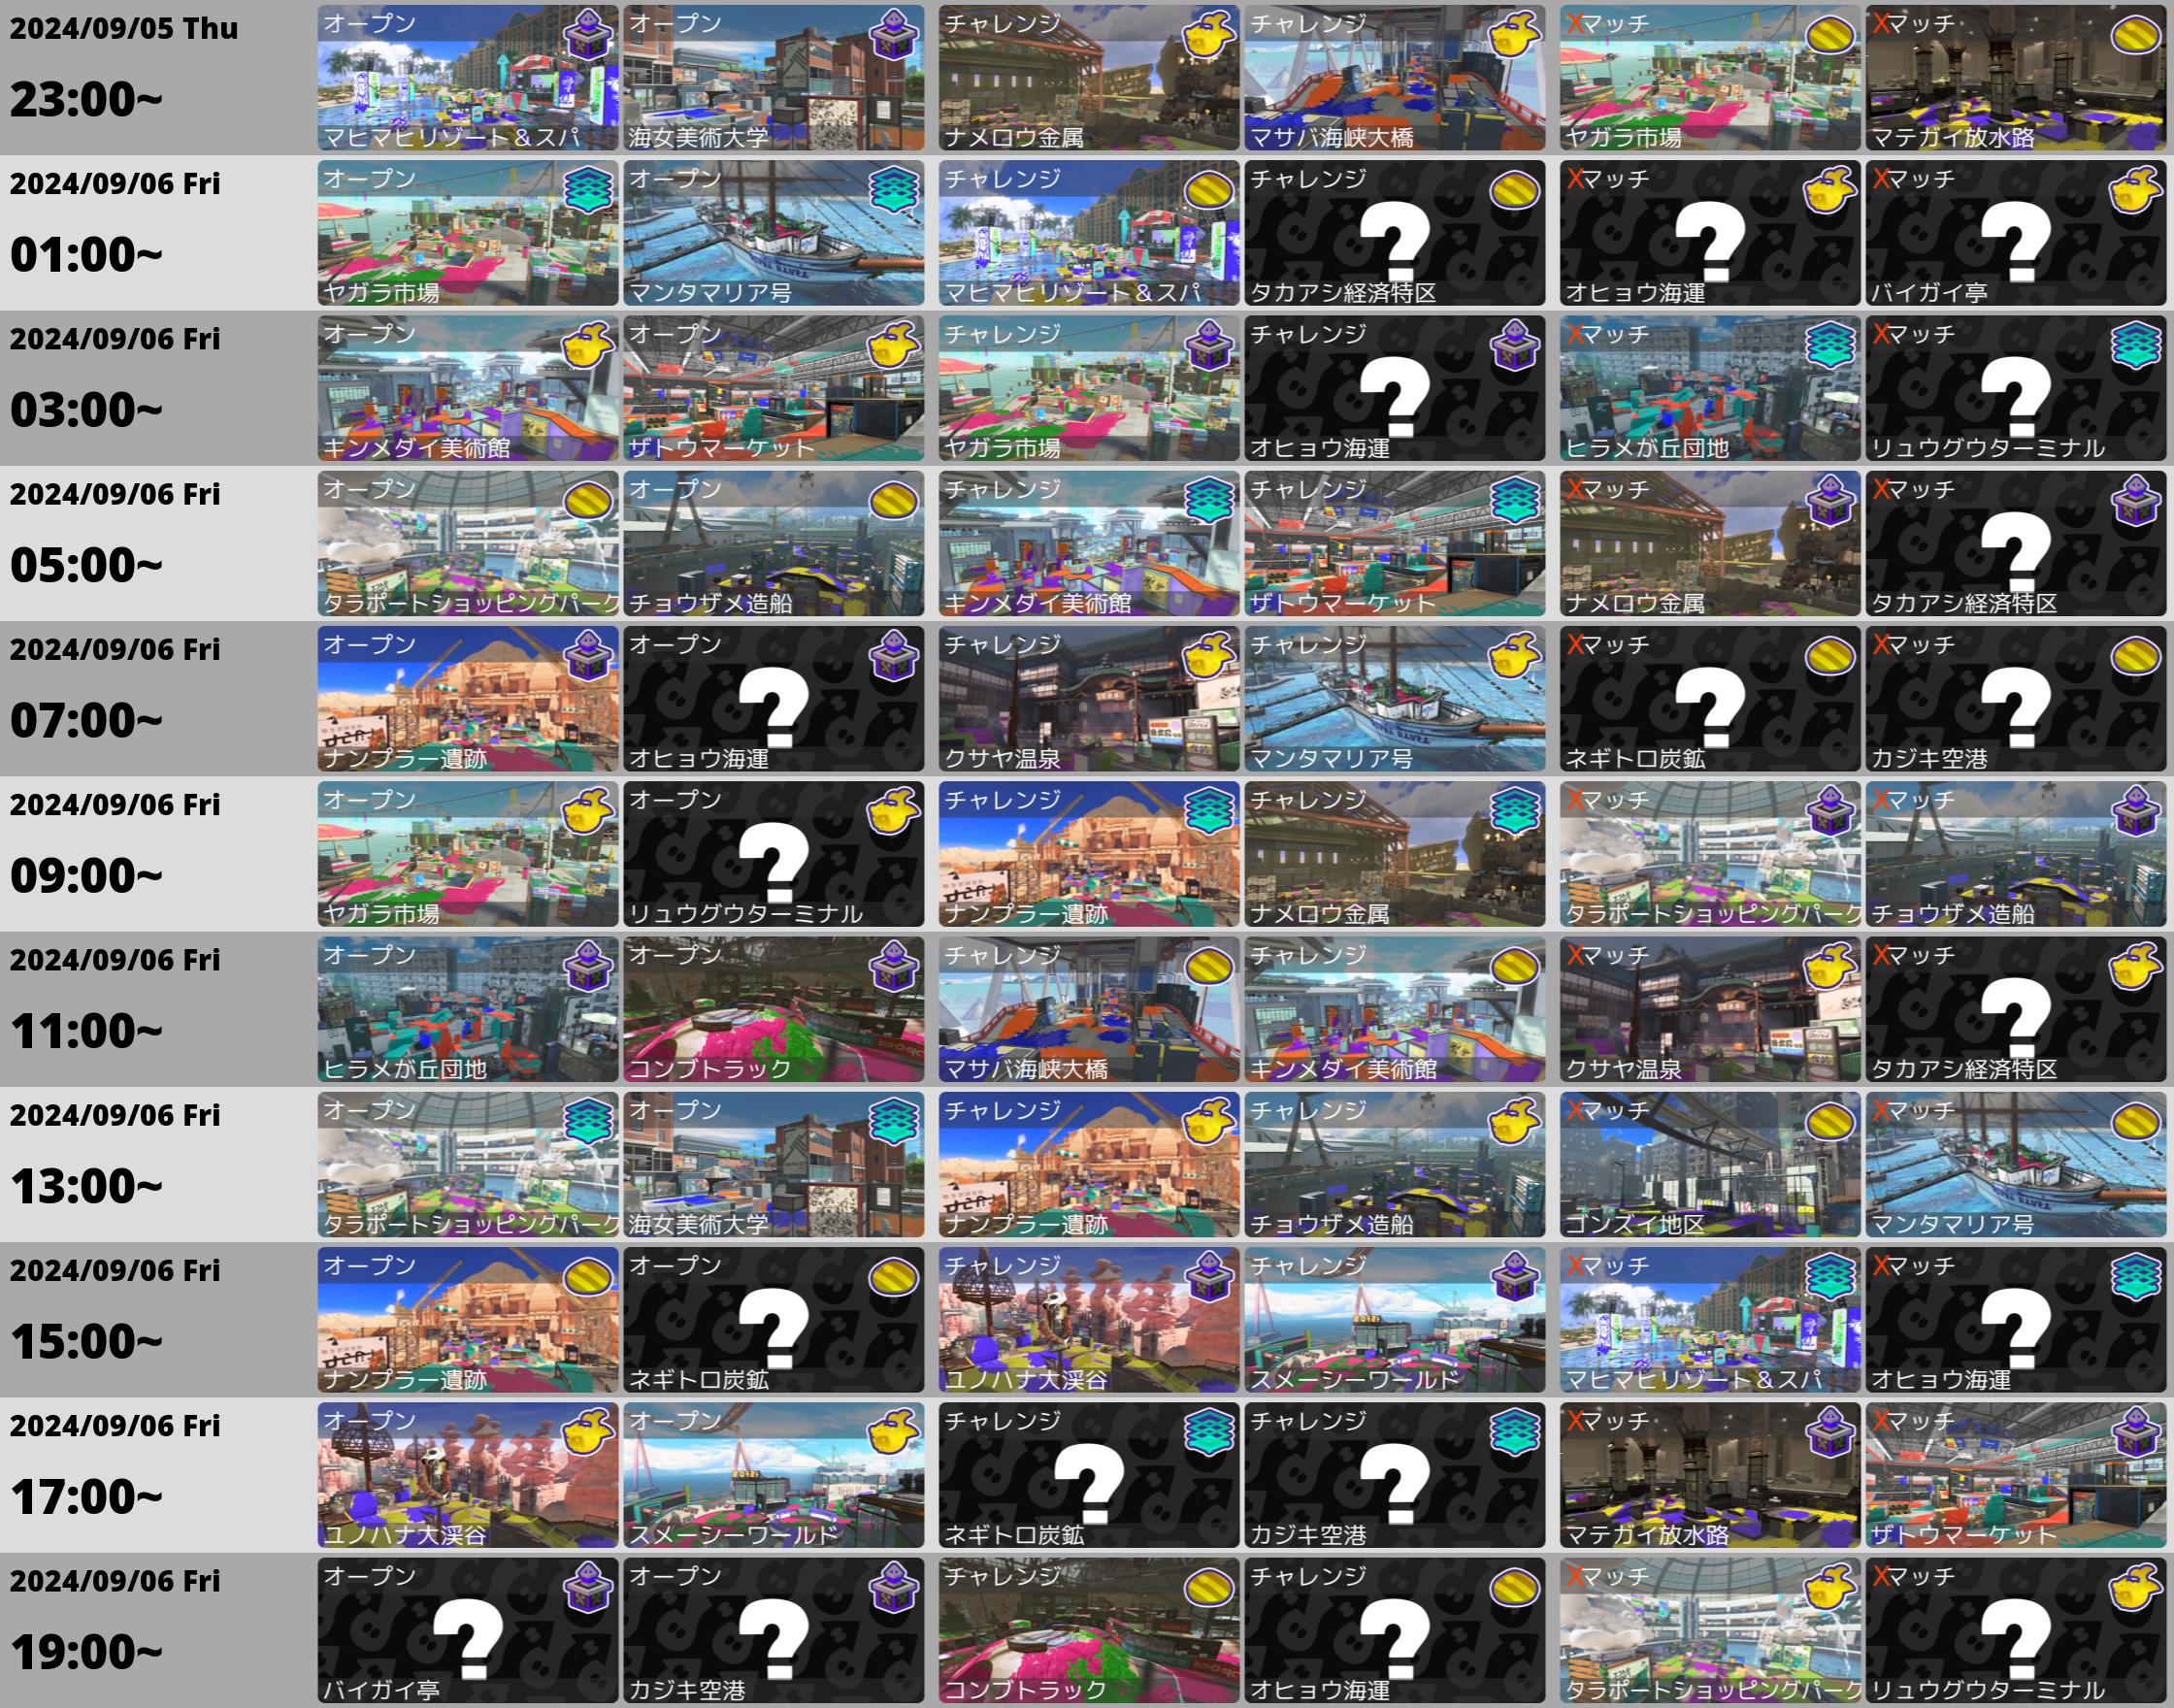 2024/09/05 Thu
23:00~
オープン
マヒマヒリゾート＆スパ
オープン
海女美術大学
チャレンジ
ナメロウ金属
チャレンジ
マサバ海峡大橋
Xマッチ
ヤガラ市場
Xマッチ
マテガイ放水路
2024/09/06 Fri
01:00~
オープン
ヤガラ市場
オープン
マンタマリア号
チャレンジ
マヒマヒリゾート＆スパ
チャレンジ
?
タカアシ経済特区
Xマッチ
?
オヒョウ海運
Xマッチ
?
バイガイ亭
2024/09/06 Fri
03:00~
オープン
キンメダイ美術館
オープン
ザトウマーケット
チャレンジ
ヤガラ市場
チャレンジ
?
オヒョウ海運
Xマッチ
ヒラメが丘団地
Xマッチ
?
リュウグウターミナル
2024/09/06 Fri
05:00~
オープン
タラポートショッピングパーク
オープン
チョウザメ造船
チャレンジ
キンメダイ美術館
チャレンジ
ザトウマーケット
Xマッチ
ナメロウ金属
Xマッチ
?
タカアシ経済特区
2024/09/06 Fri
07:00~
オープン
ナンプラー遺跡
オープン
?
オヒョウ海運
チャレンジ
クサヤ温泉
チャレンジ
マンタマリア号
Xマッチ
?
ネギトロ炭鉱
Xマッチ
?
カジキ空港
2024/09/06 Fri
09:00~
オープン
ヤガラ市場
オープン
?
リュウグウターミナル
チャレンジ
ナンプラー遺跡
チャレンジ
ナメロウ金属
Xマッチ
タラポートショッピングパーク
Xマッチ
チョウザメ造船
2024/09/06 Fri
11:00~
オープン
ヒラメが丘団地
オープン
コンブトラック
チャレンジ
マサバ海峡大橋
チャレンジ
キンメダイ美術館
Xマッチ
クサヤ温泉
Xマッチ
?
タカアシ経済特区
2024/09/06 Fri
13:00~
オープン
タラポートショッピングパーク
オープン
海女美術大学
チャレンジ
ナンプラー遺跡
チャレンジ
チョウザメ造船
Xマッチ
ゴンズイ地区
Xマッチ
マンタマリア号
2024/09/06 Fri
15:00~
オープン
ナンプラー遺跡
オープン
?
ネギトロ炭鉱
チャレンジ
ユノハナ大渓谷
チャレンジ
スメーシーワールド
Xマッチ
マヒマヒリゾート＆スパ
Xマッチ
?
オヒョウ海運
2024/09/06 Fri
17:00~
オープン
ユノハナ大渓谷
オープン
スメーシーワールド
チャレンジ
?
ネギトロ炭鉱
チャレンジ
?
カジキ空港
Xマッチ
マテガイ放水路
Xマッチ
ザトウマーケット
2024/09/06 Fri
19:00~
オープン
?
バイガイ亭
オープン
?
カジキ空港
チャレンジ
コンブトラック
チャレンジ
?
オヒョウ海運
Xマッチ
タラポートショッピングパーク
Xマッチ
?
リュウグウターミナル